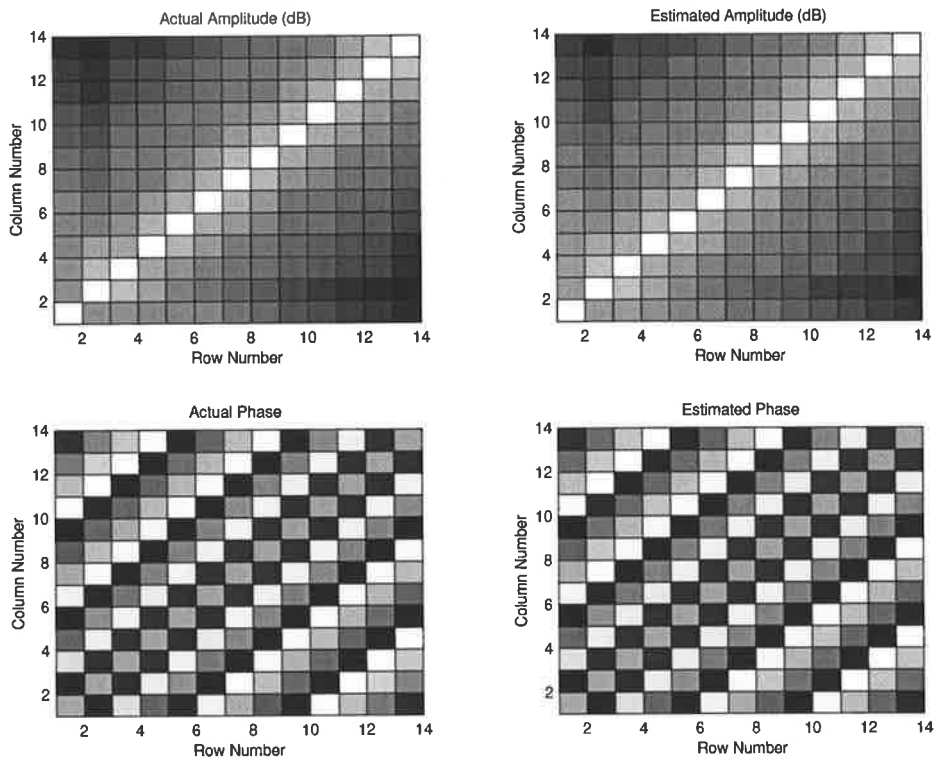 Actual Amplitude (dB)
14
12
10
8
6
4
2
Column Number
2 4 6 8 10 12 14
Row Number
Estimated Amplitude (dB)
14
12
10
8
6
4
2
Column Number
2 4 6 8 10 12 14
Row Number
Actual Phase
14
12
10
8
6
4
2
Column Number
2 4 6 8 10 12 14
Row Number
Estimated Phase
14
12
10
8
6
4
2
Column Number
2 4 6 8 10 12 14
Row Number